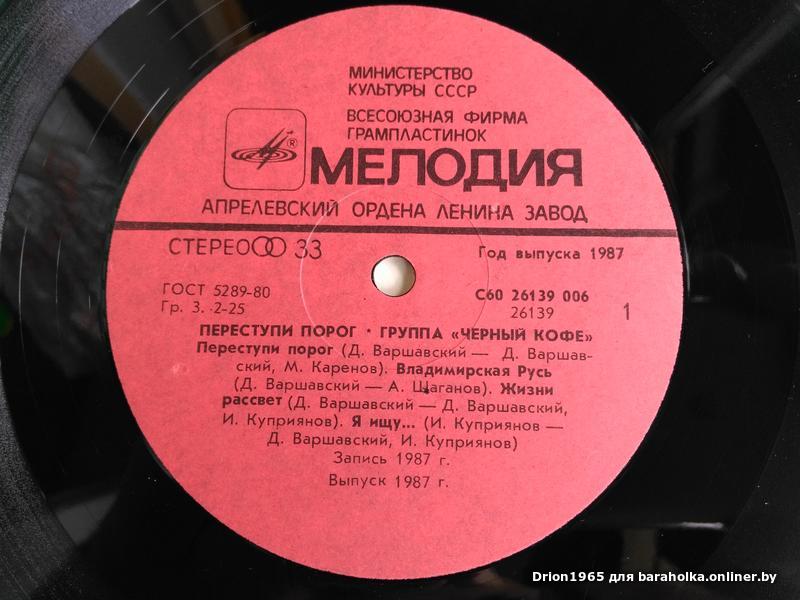 МИНИСТЕРСТВО
КУЛЬТУРЫ СССР
ВСЕСОЮЗНАЯ ФИРМА
ГРАМПЛАСТИНОК
®
МЕЛОДИЯ
АПРЕЛЕВСКИЙ ОРДЕНА ЛЕНИНА ЗАВОД
СТЕРЕО 33
Год выпуска 1987
ГОСТ 5289-80
Гр. 3. 2-25
С60 26139 006
26139
1
ПЕРЕСТУПИ ПОРОГ • ГРУППА «ЧЕРНЫЙ КОФЕ»
Переступи порог (Д. Варшавский — Д. Варшав-
ский, М. Каренов). Владимирская Русь
(Д. Варшавский — А. Шаганов). Жизни
рассвет (Д. Варшавский — Д. Варшавский,
И. Куприянов). Я ищу... (И. Куприянов —
Д. Варшавский, И. Куприянов)
Запись 1987 г.
Выпуск 1987 г.
Drion1965 для baraholka.onliner.by